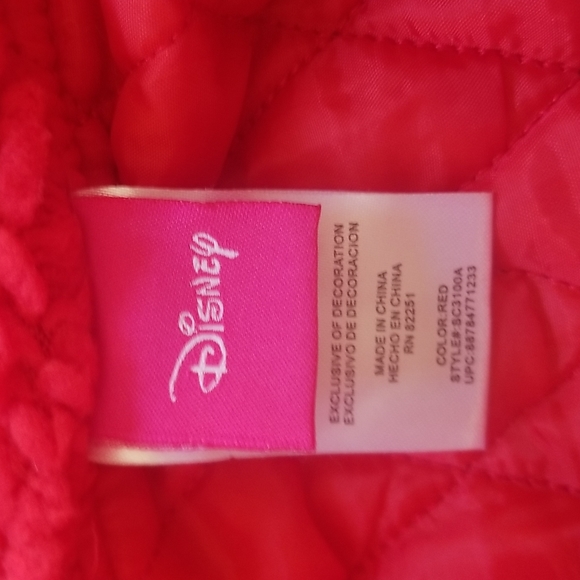 Disney
EXCLUSIVE OF DECORATION
EXCLUSIVO DE DECORACION
MADE IN CHINA
HECHO EN CHINA
RN 82251
COLOR:RED
STYLE#:SC3100A
UPC:68784771233